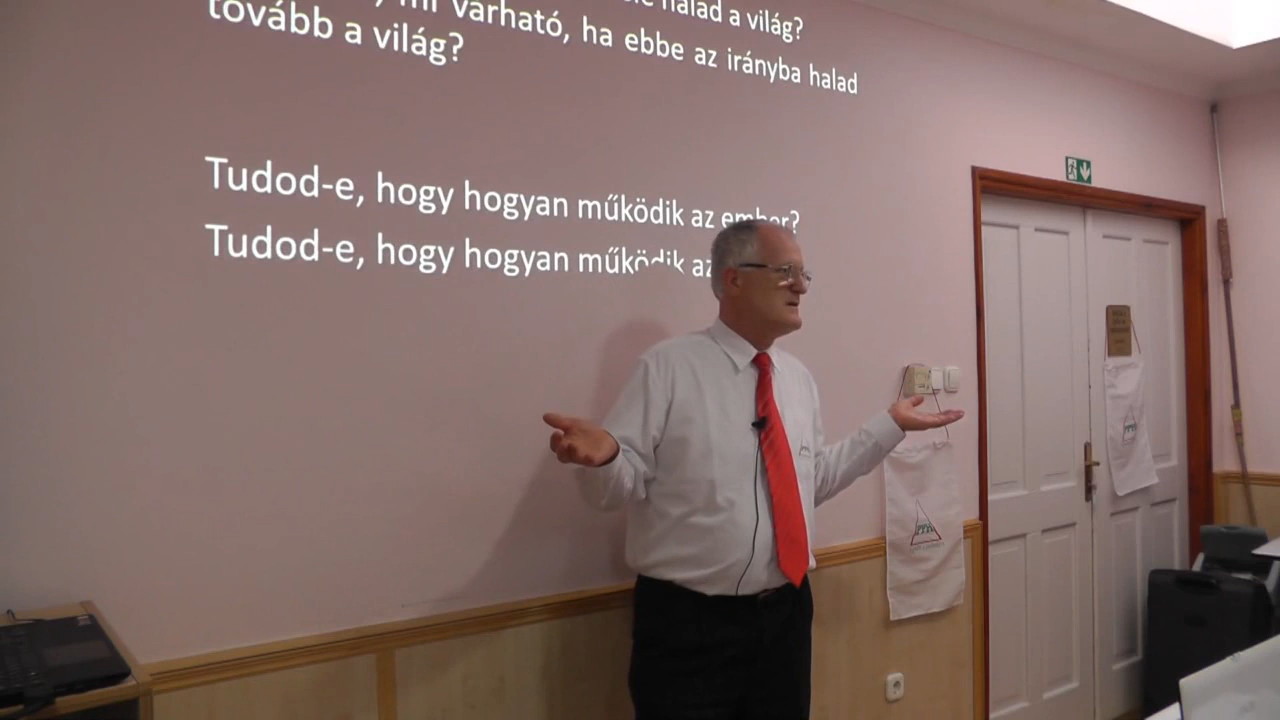 halad a világ?
mi várható, ha ebbe az irányba halad
tovább a világ?
Tudod-e, hogy hogyan működik az ember?
Tudod-e, hogy hogyan működik az